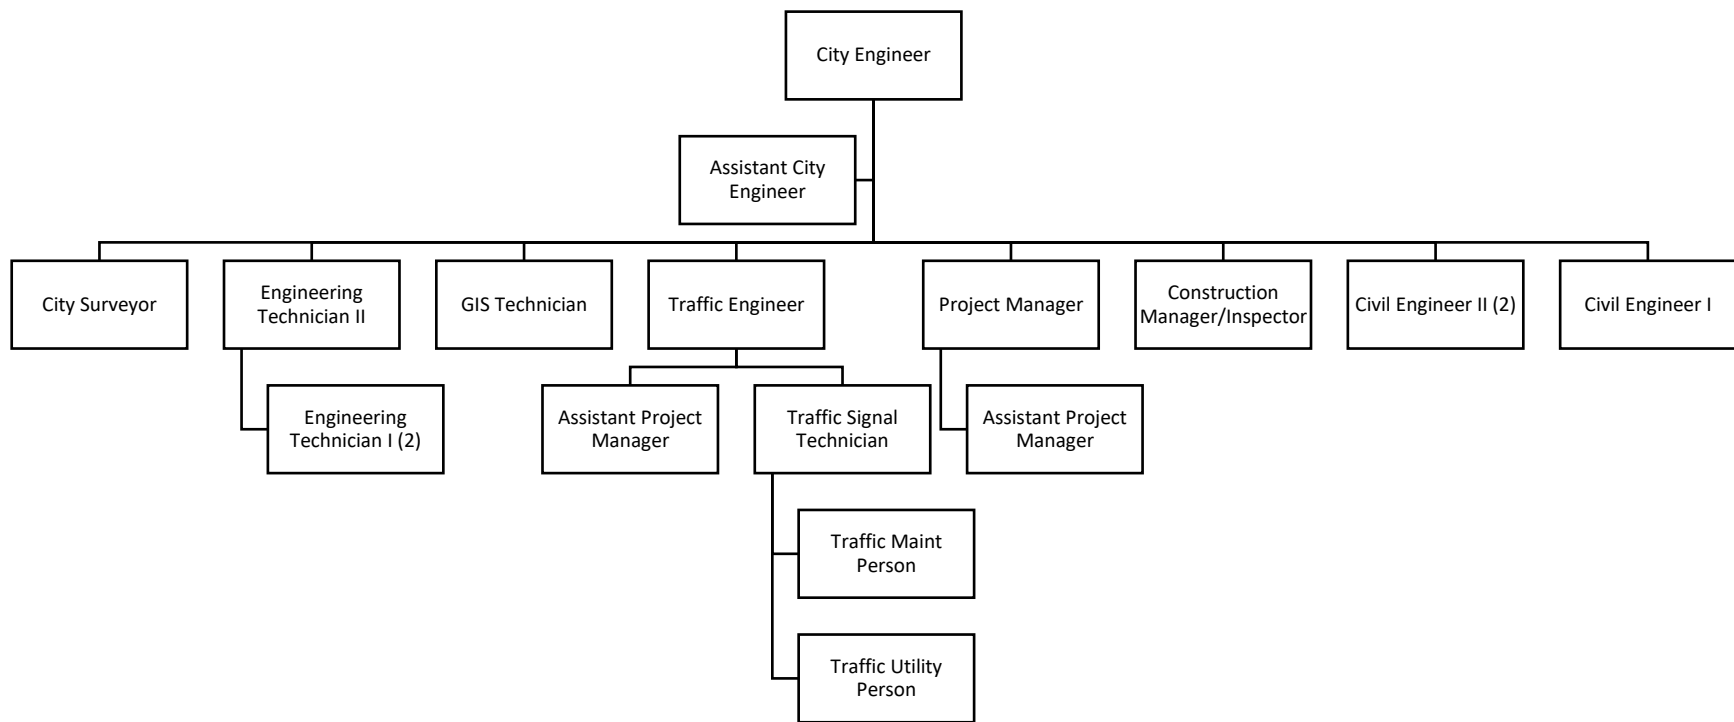 City Engineer
Assistant City
Engineer
City Surveyor
Engineering
Technician II
GIS Technician
Traffic Engineer
Project Manager
Construction
Manager/Inspector
Civil Engineer II (2)
Civil Engineer I
Engineering
Technician I (2)
Assistant Project
Manager
Traffic Signal
Technician
Assistant Project
Manager
Traffic Maint
Person
Traffic Utility
Person